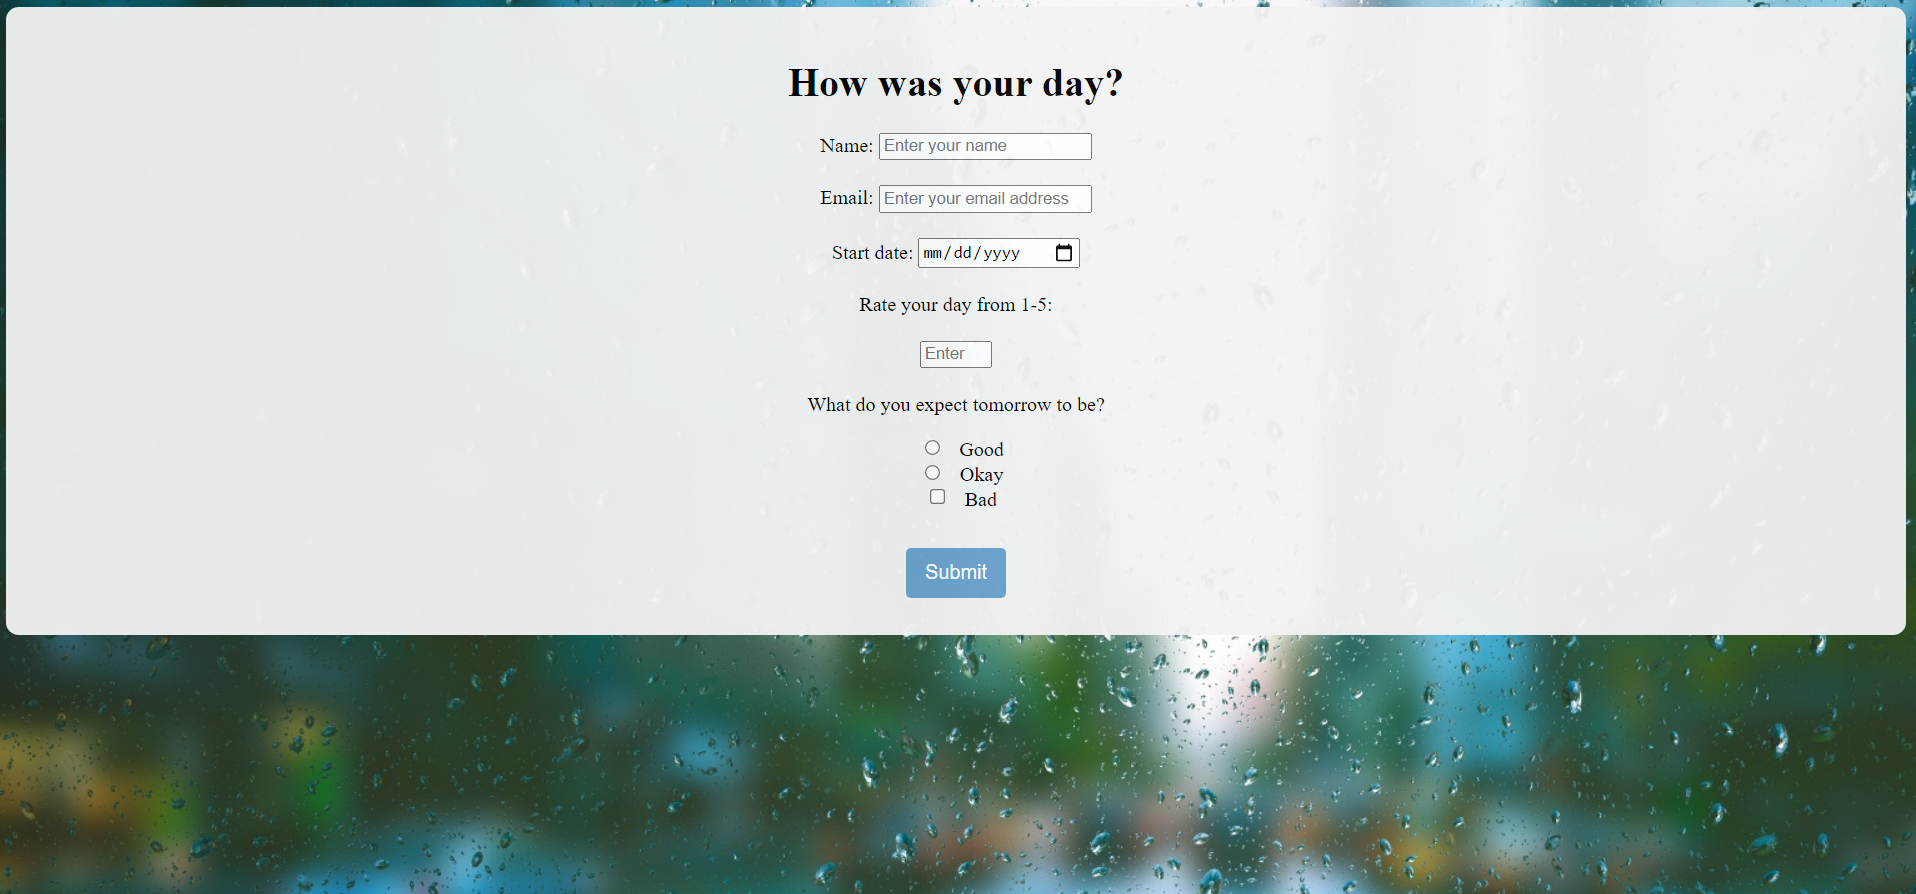 How was your day?
Name: Enter your name
Email: Enter your email address
Start date: mm/dd/yyyy
Rate your day from 1-5:
Enter
What do you expect tomorrow to be?
Good
Okay
Bad
Submit